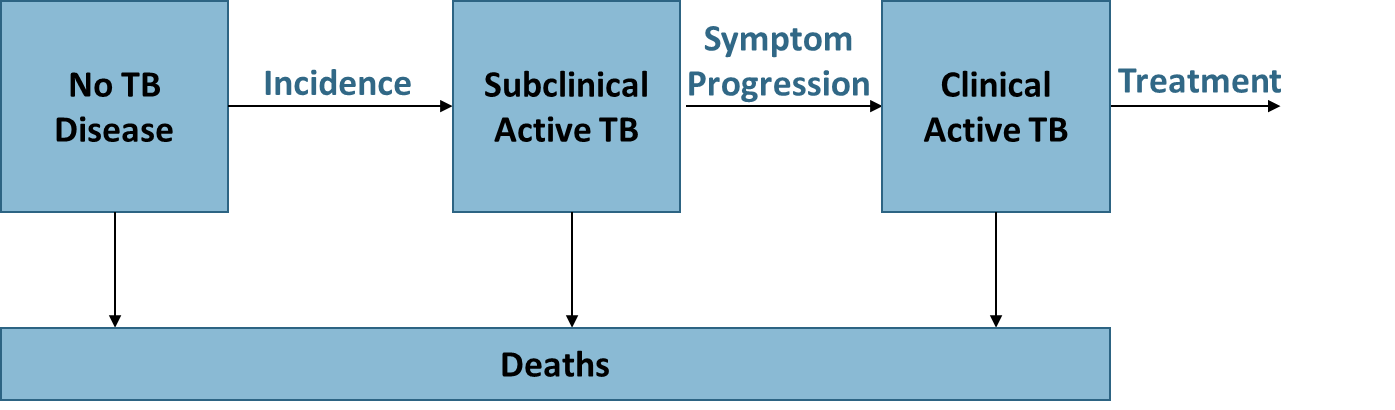 No TB
Disease
Incidence
Subclinical
Active TB
Symptom
Progression
Clinical
Active TB
Treatment
Deaths